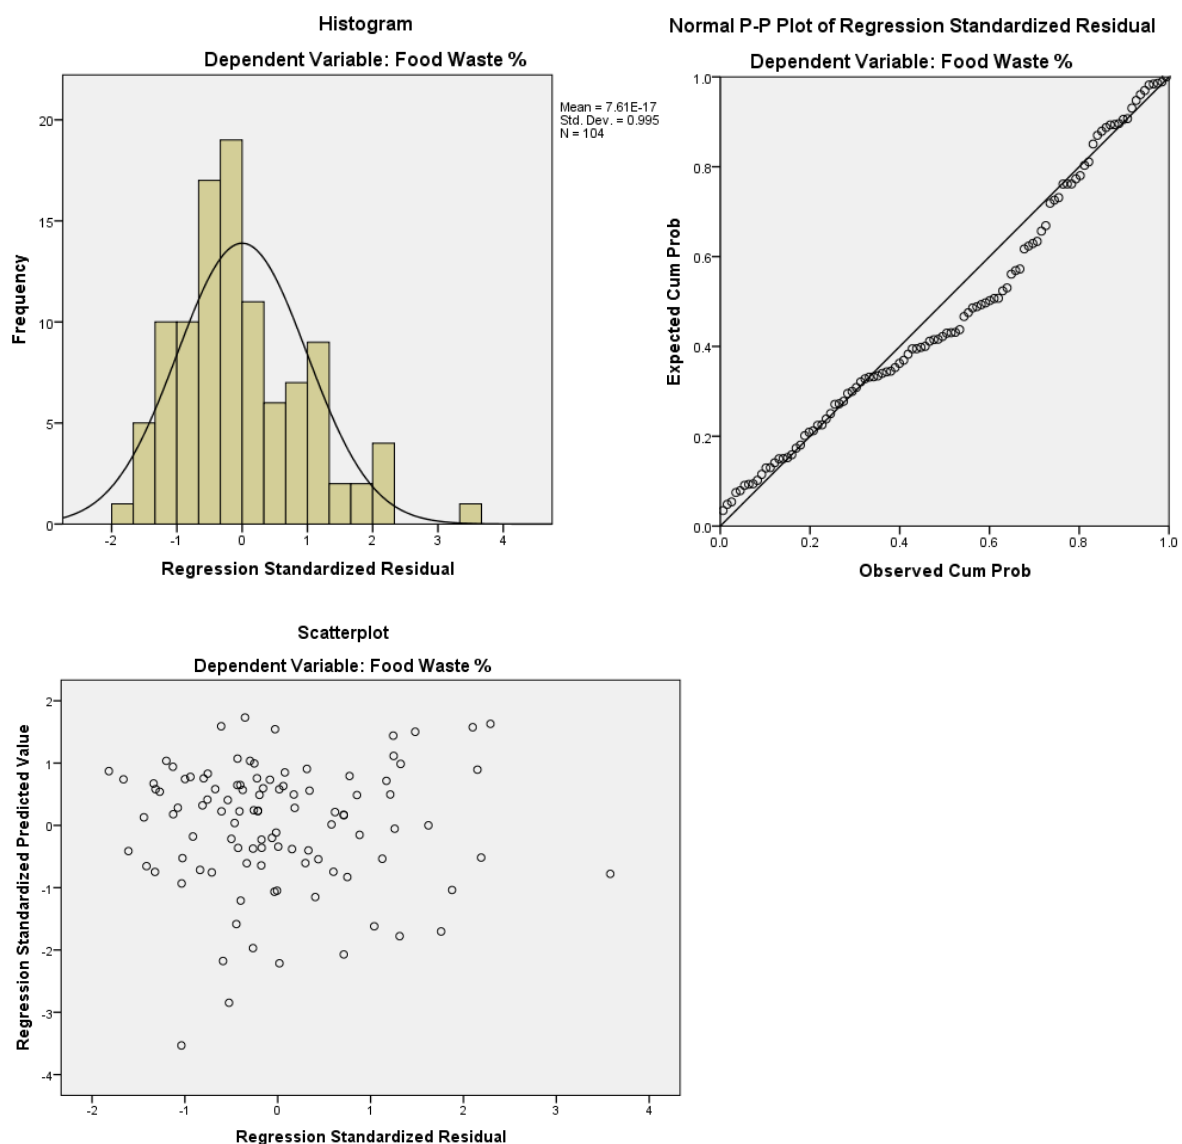 Histogram
Dependent Variable: Food Waste %
Mean = 7.61E-17
Std. Dev. = 0.995
N = 104
20
15
10
5
0
Frequency
-2 -1 0 1 2 3 4
Regression Standardized Residual
Normal P-P Plot of Regression Standardized Residual
Dependent Variable: Food Waste %
1.0
0.8
0.6
0.4
0.2
0.0
Expected Cum Prob
0.0 0.2 0.4 0.6 0.8 1.0
Observed Cum Prob
Scatterplot
Dependent Variable: Food Waste %
2
1
0
-1
-2
-3
-4
Regression Standardized Predicted Value
-2 -1 0 1 2 3 4
Regression Standardized Residual